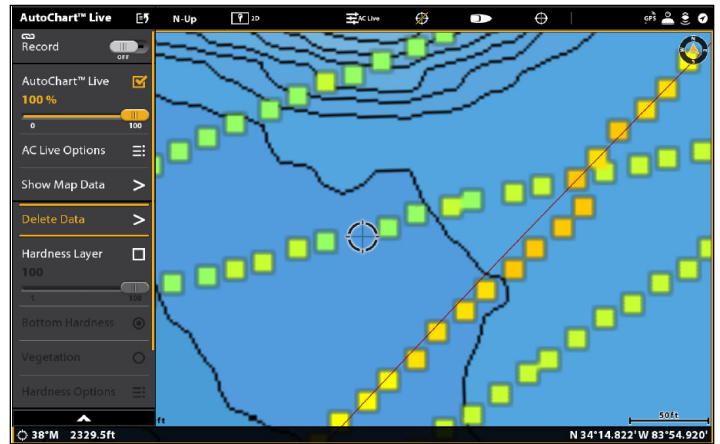 AutoChart™ Live N-Up 2D AC Live GPS
Record
OFF
AutoChart™ Live
100 %
0 100
AC Live Options
Show Map Data >
Delete Data >
Hardness Layer
100
1 100
Bottom Hardness
Vegetation
Hardness Options
ft
50ft
38°M 2329.5ft N 34°14.822' W 83°54.920'